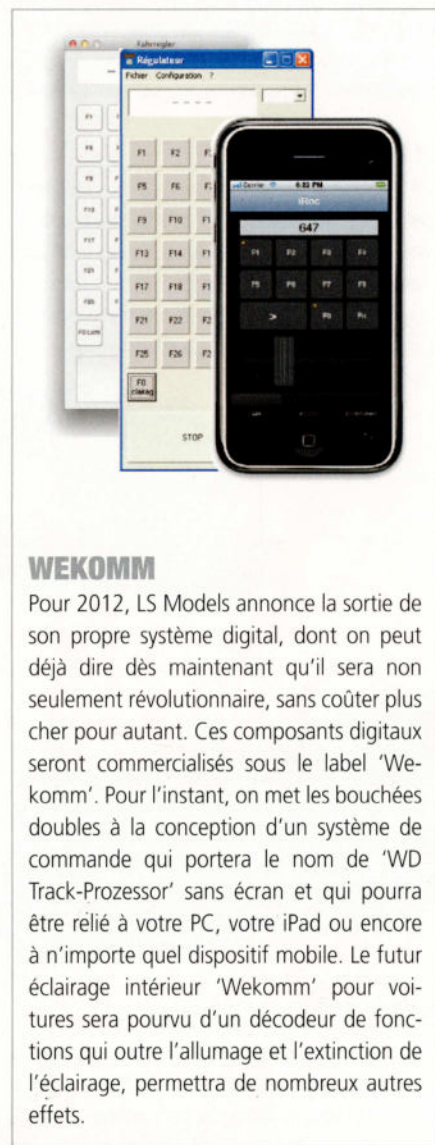 Fahrregler
Régulateur
Fichier Configuration ?
- - - -
F1 F2
F5 F6
F9 F10
F13 F14
F17 F18
F21 F22
F25 F26
F0
STOP
Carrier 6:32 PM
iRoc
647
F1 F2 F3 F4
F5 F6 F7 F8
> F0 Fn
WEKOMM
Pour 2012, LS Models annonce la sortie de
son propre système digital, dont on peut
déjà dire dès maintenant qu’il sera non
seulement révolutionnaire, sans coûter plus
cher pour autant. Ces composants digitaux
seront commercialisés sous le label ‘We-
komm’. Pour l’instant, on met les bouchées
doubles à la conception d’un système de
commande qui portera le nom de ‘WD
Track-Prozessor’ sans écran et qui pourra
être relié à votre PC, votre iPad ou encore
à n’importe quel dispositif mobile. Le futur
éclairage intérieur ‘Wekomm’ pour voi-
tures sera pourvu d’un décodeur de fonc-
tions qui outre l’allumage et l’extinction de
l’éclairage, permettra de nombreux autres
effets.